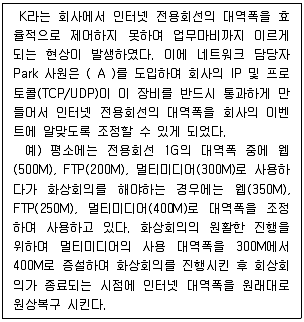 K라는 회사에서 인터넷 전용회선의 대역폭을 효
율적으로 제어하지 못하여 업무마비까지 이르게
되는 현상이 발생하였다. 이에 네트워크 담당자
Park 사원은 ( A )를 도입하여 회사의 IP 및 프로
토콜(TCP/UDP)이 이 장비를 반드시 통과하게 만
들어서 인터넷 전용회선의 대역폭을 회사의 이벤
트에 알맞도록 조정할 수 있게 되었다.
예) 평소에는 전용회선 1G의 대역폭 중에 웹
(500M), FTP(200M), 멀티미디어(300M)로 사용하
다가 화상회의를 해야하는 경우에는 웹(350M),
FTP(250M), 멀티미디어(400M)로 대역폭을 조정
하여 사용하고 있다. 화상회의의 원활한 진행을
위하여 멀티미디어의 사용 대역폭을 300M에서
400M로 증설하여 화상회의를 진행시킨 후 회상회
의가 종료되는 시점에 인터넷 대역폭을 원래대로
원상복구 시킨다.